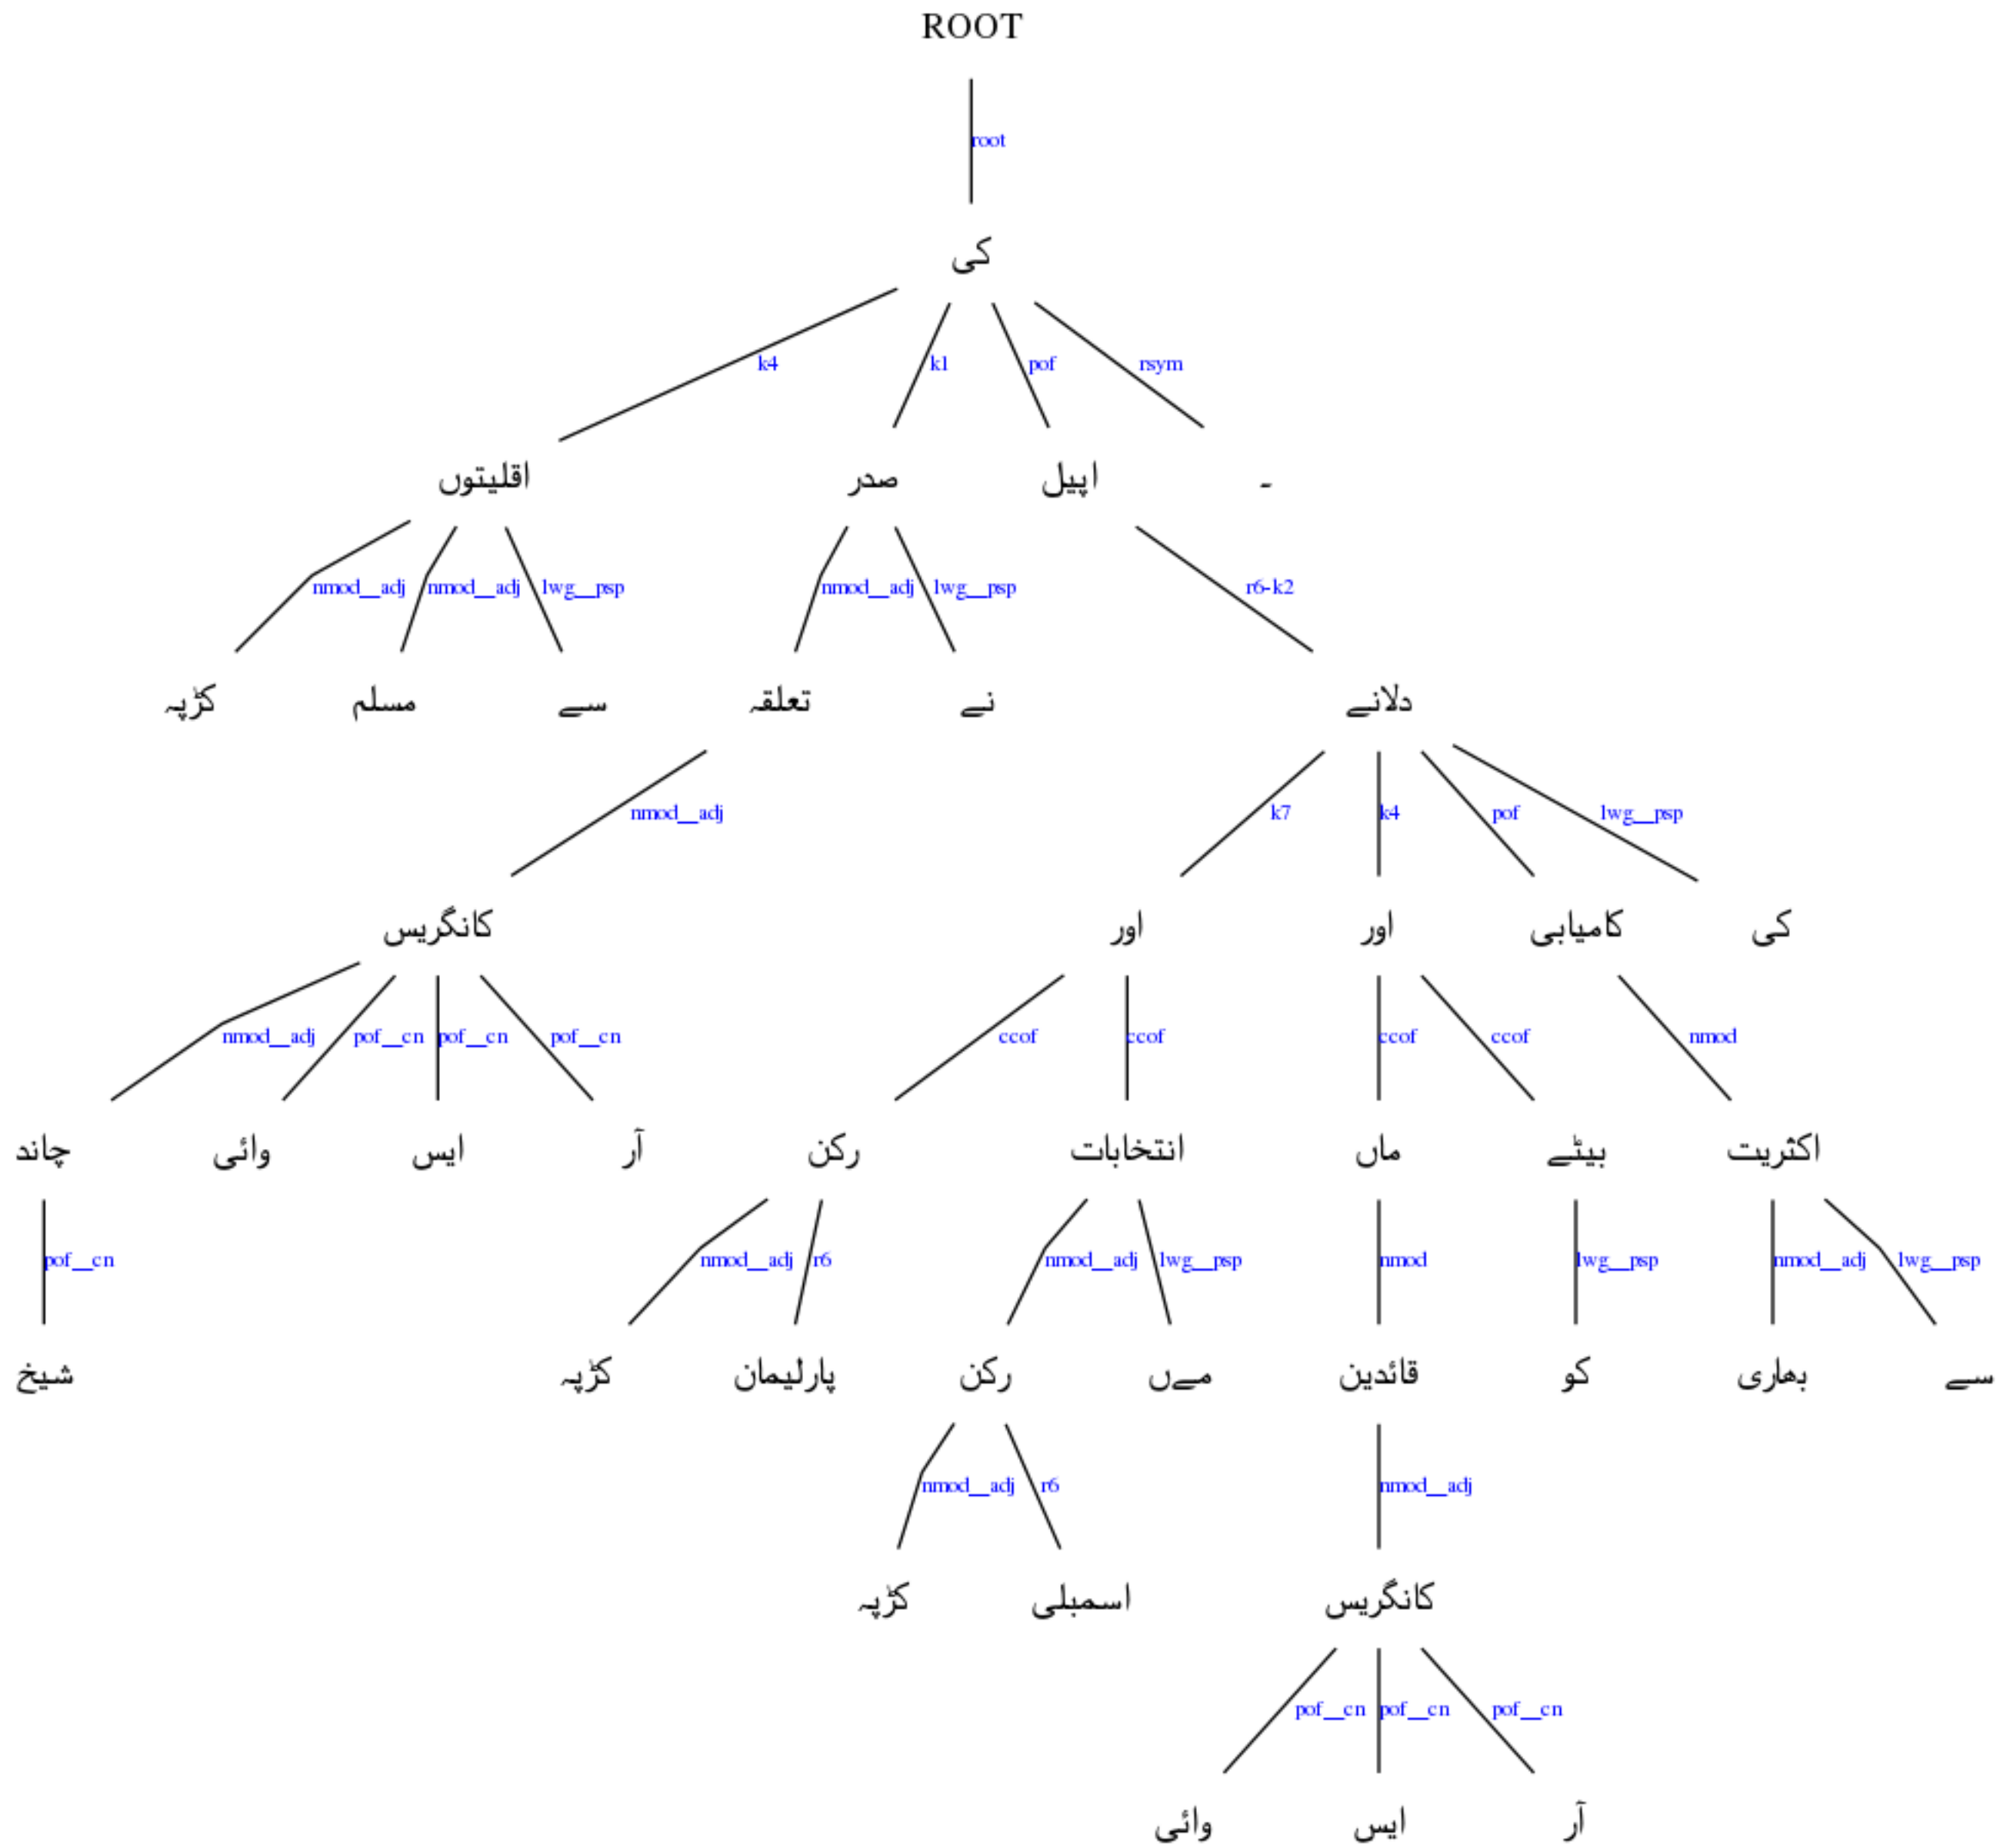 ROOT
root
کی
k4 k1 pof rsym
اقلیتوں صدر اپیل ۔
nmod__adj nmod__adj lwg__psp nmod__adj lwg__psp r6-k2
کڑپہ مسلم سے تعلقہ نے دلانے
nmod__adj k7 k4 pof lwg__psp
کانگریس اور اور کامیابی کی
nmod__adj pof__cn pof__cn pof__cn ccof ccof ccof ccof nmod
چاند وائی ایس آر رکن انتخابات ماں بیٹے اکثریت
pof__cn nmod__adj r6 nmod__adj lwg__psp nmod lwg__psp nmod__adj lwg__psp
شیخ کڑپہ پارلیمان رکن مےں قائدین کو بھاری سے
nmod__adj r6 nmod__adj
کڑپہ اسمبلی کانگریس
pof__cn pof__cn pof__cn
وائی ایس آر